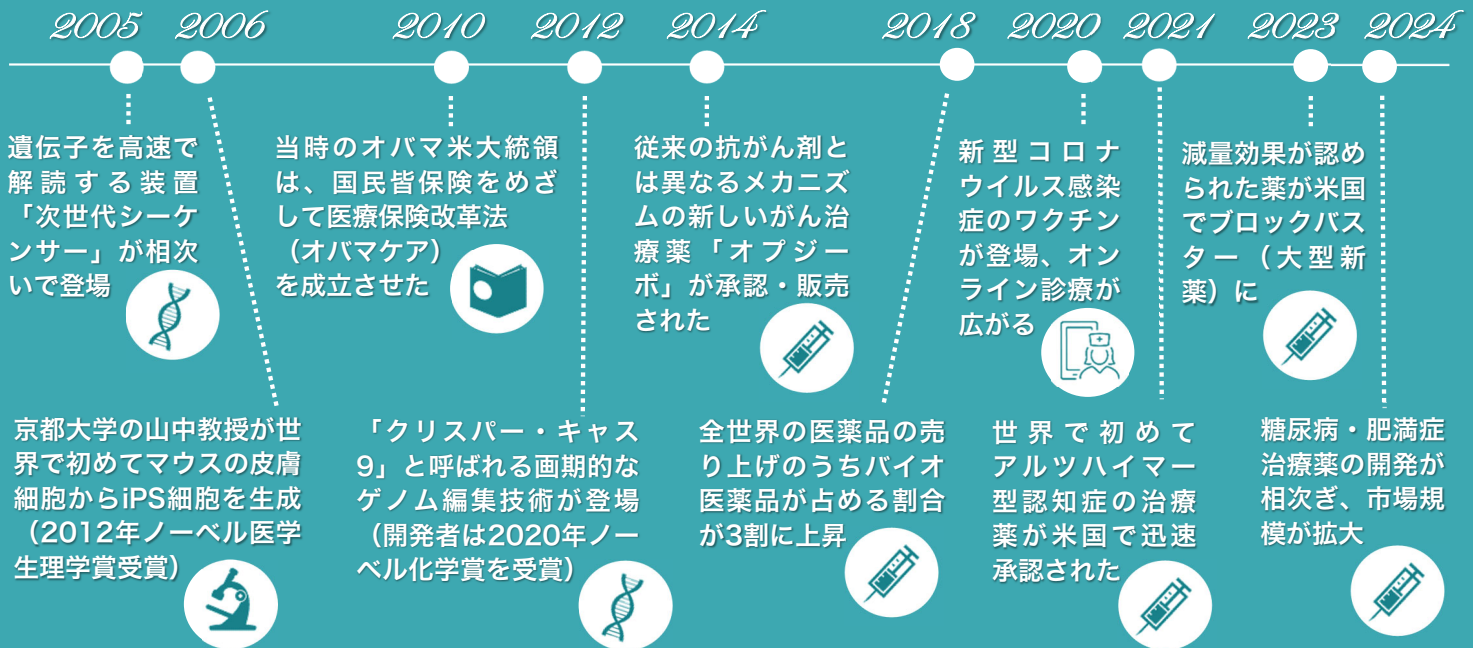 2005 2006 2010 2012 2014 2018 2020 2021 2023 2024
遺伝子を高速で
解読する装置
「次世代シーケ
ンサー」が相次
いで登場
当時のオバマ米大統領
は、国民皆保険をめざ
して医療保険改革法
（オバマケア）
を成立させた
従来の抗がん剤と
は異なるメカニズ
ムの新しいがん治
療薬「オプジー
ボ」が承認・販売
された
新型コロナ
ウイルス感染
症のワクチン
が登場、オン
ライン診療が
広がる
減量効果が認め
られた薬が米国
でブロックバス
ター（大型新
薬）に
京都大学の山中教授が世
界で初めてマウスの皮膚
細胞からiPS細胞を生成
（2012年ノーベル医学
生理学賞受賞）
「クリスパー・キャス
9」と呼ばれる画期的な
ゲノム編集技術が登場
（開発者は2020年ノー
ベル化学賞を受賞）
全世界の医薬品の売
り上げのうちバイオ
医薬品が占める割合
が3割に上昇
世界で初めて
アルツハイマー
型認知症の治療
薬が米国で迅速
承認された
糖尿病・肥満症
治療薬の開発が
相次ぎ、市場規
模が拡大